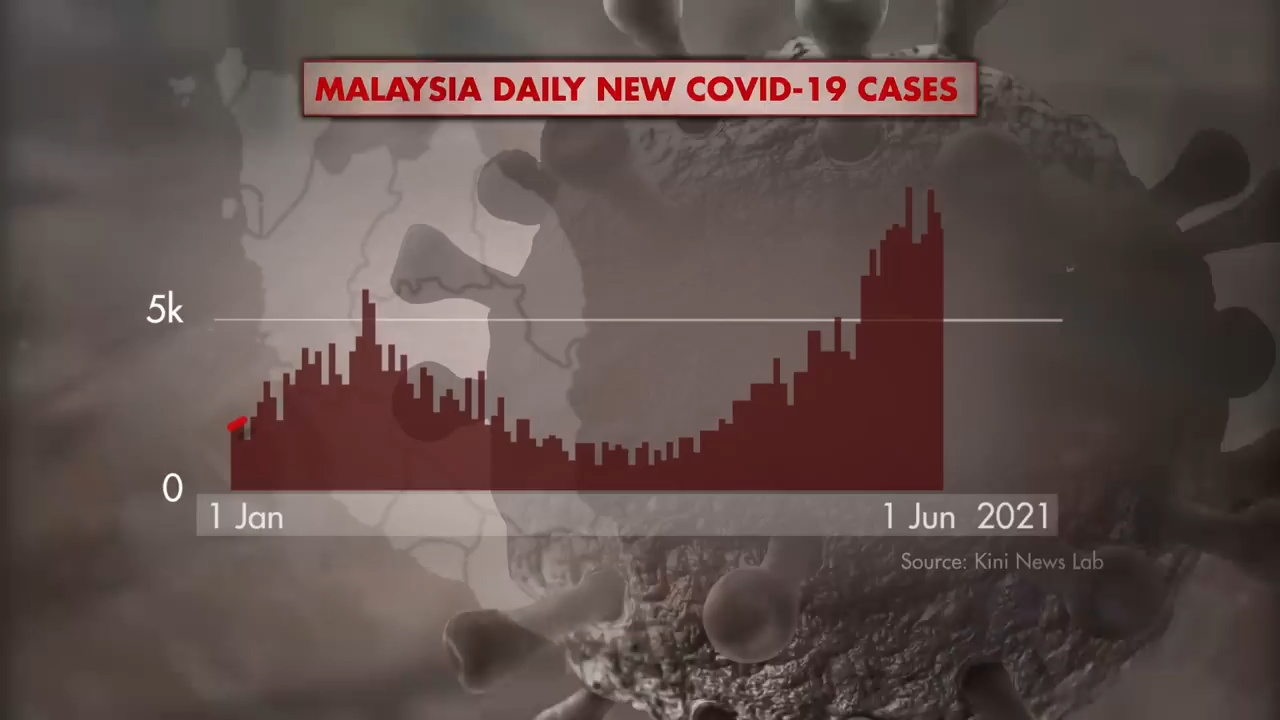 MALAYSIA DAILY NEW COVID-19 CASES
5k
0
1 Jan
1 Jun 2021
Source: Kini News Lab